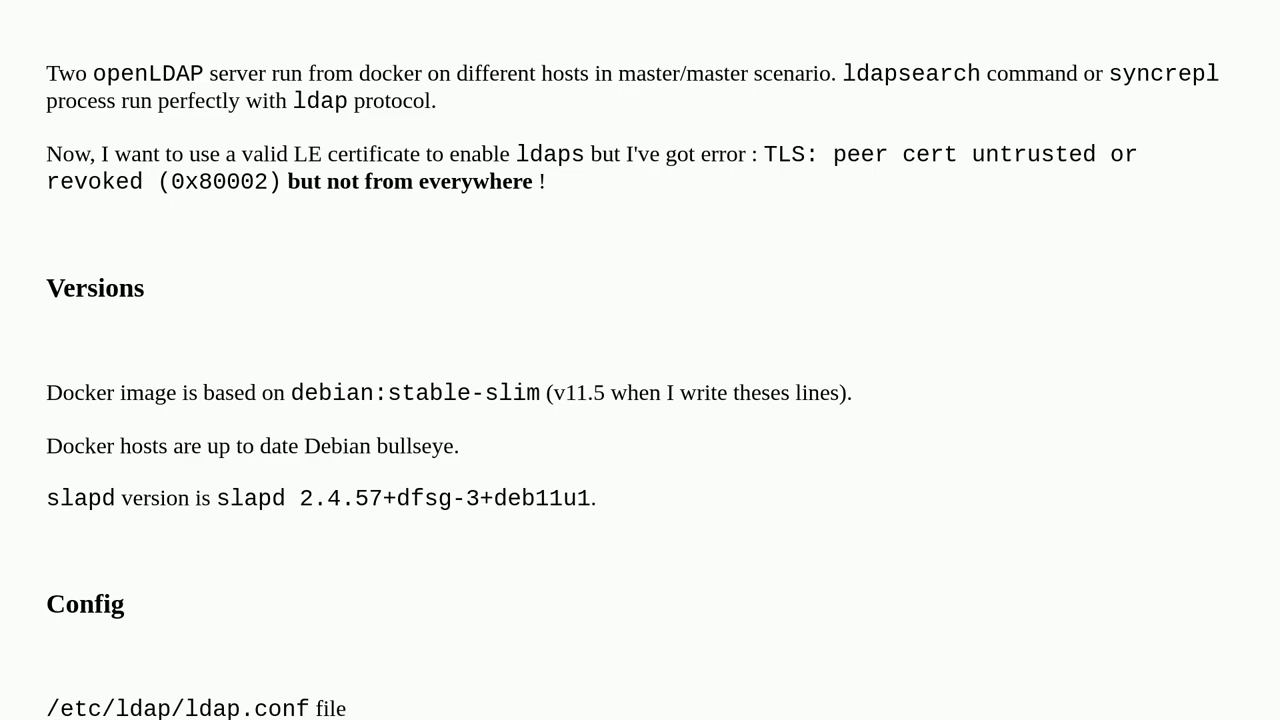 Two openLDAP server run from docker on different hosts in master/master scenario. ldapsearch command or syncrepl
process run perfectly with ldap protocol.
Now, I want to use a valid LE certificate to enable ldaps but I've got error : TLS: peer cert untrusted or
revoked (0x80002) but not from everywhere !
Versions
Docker image is based on debian:stable-slim (v11.5 when I write theses lines).
Docker hosts are up to date Debian bullseye.
slapd version is slapd 2.4.57+dfsg-3+deb11u1.
Config
/etc/ldap/ldap.conf file